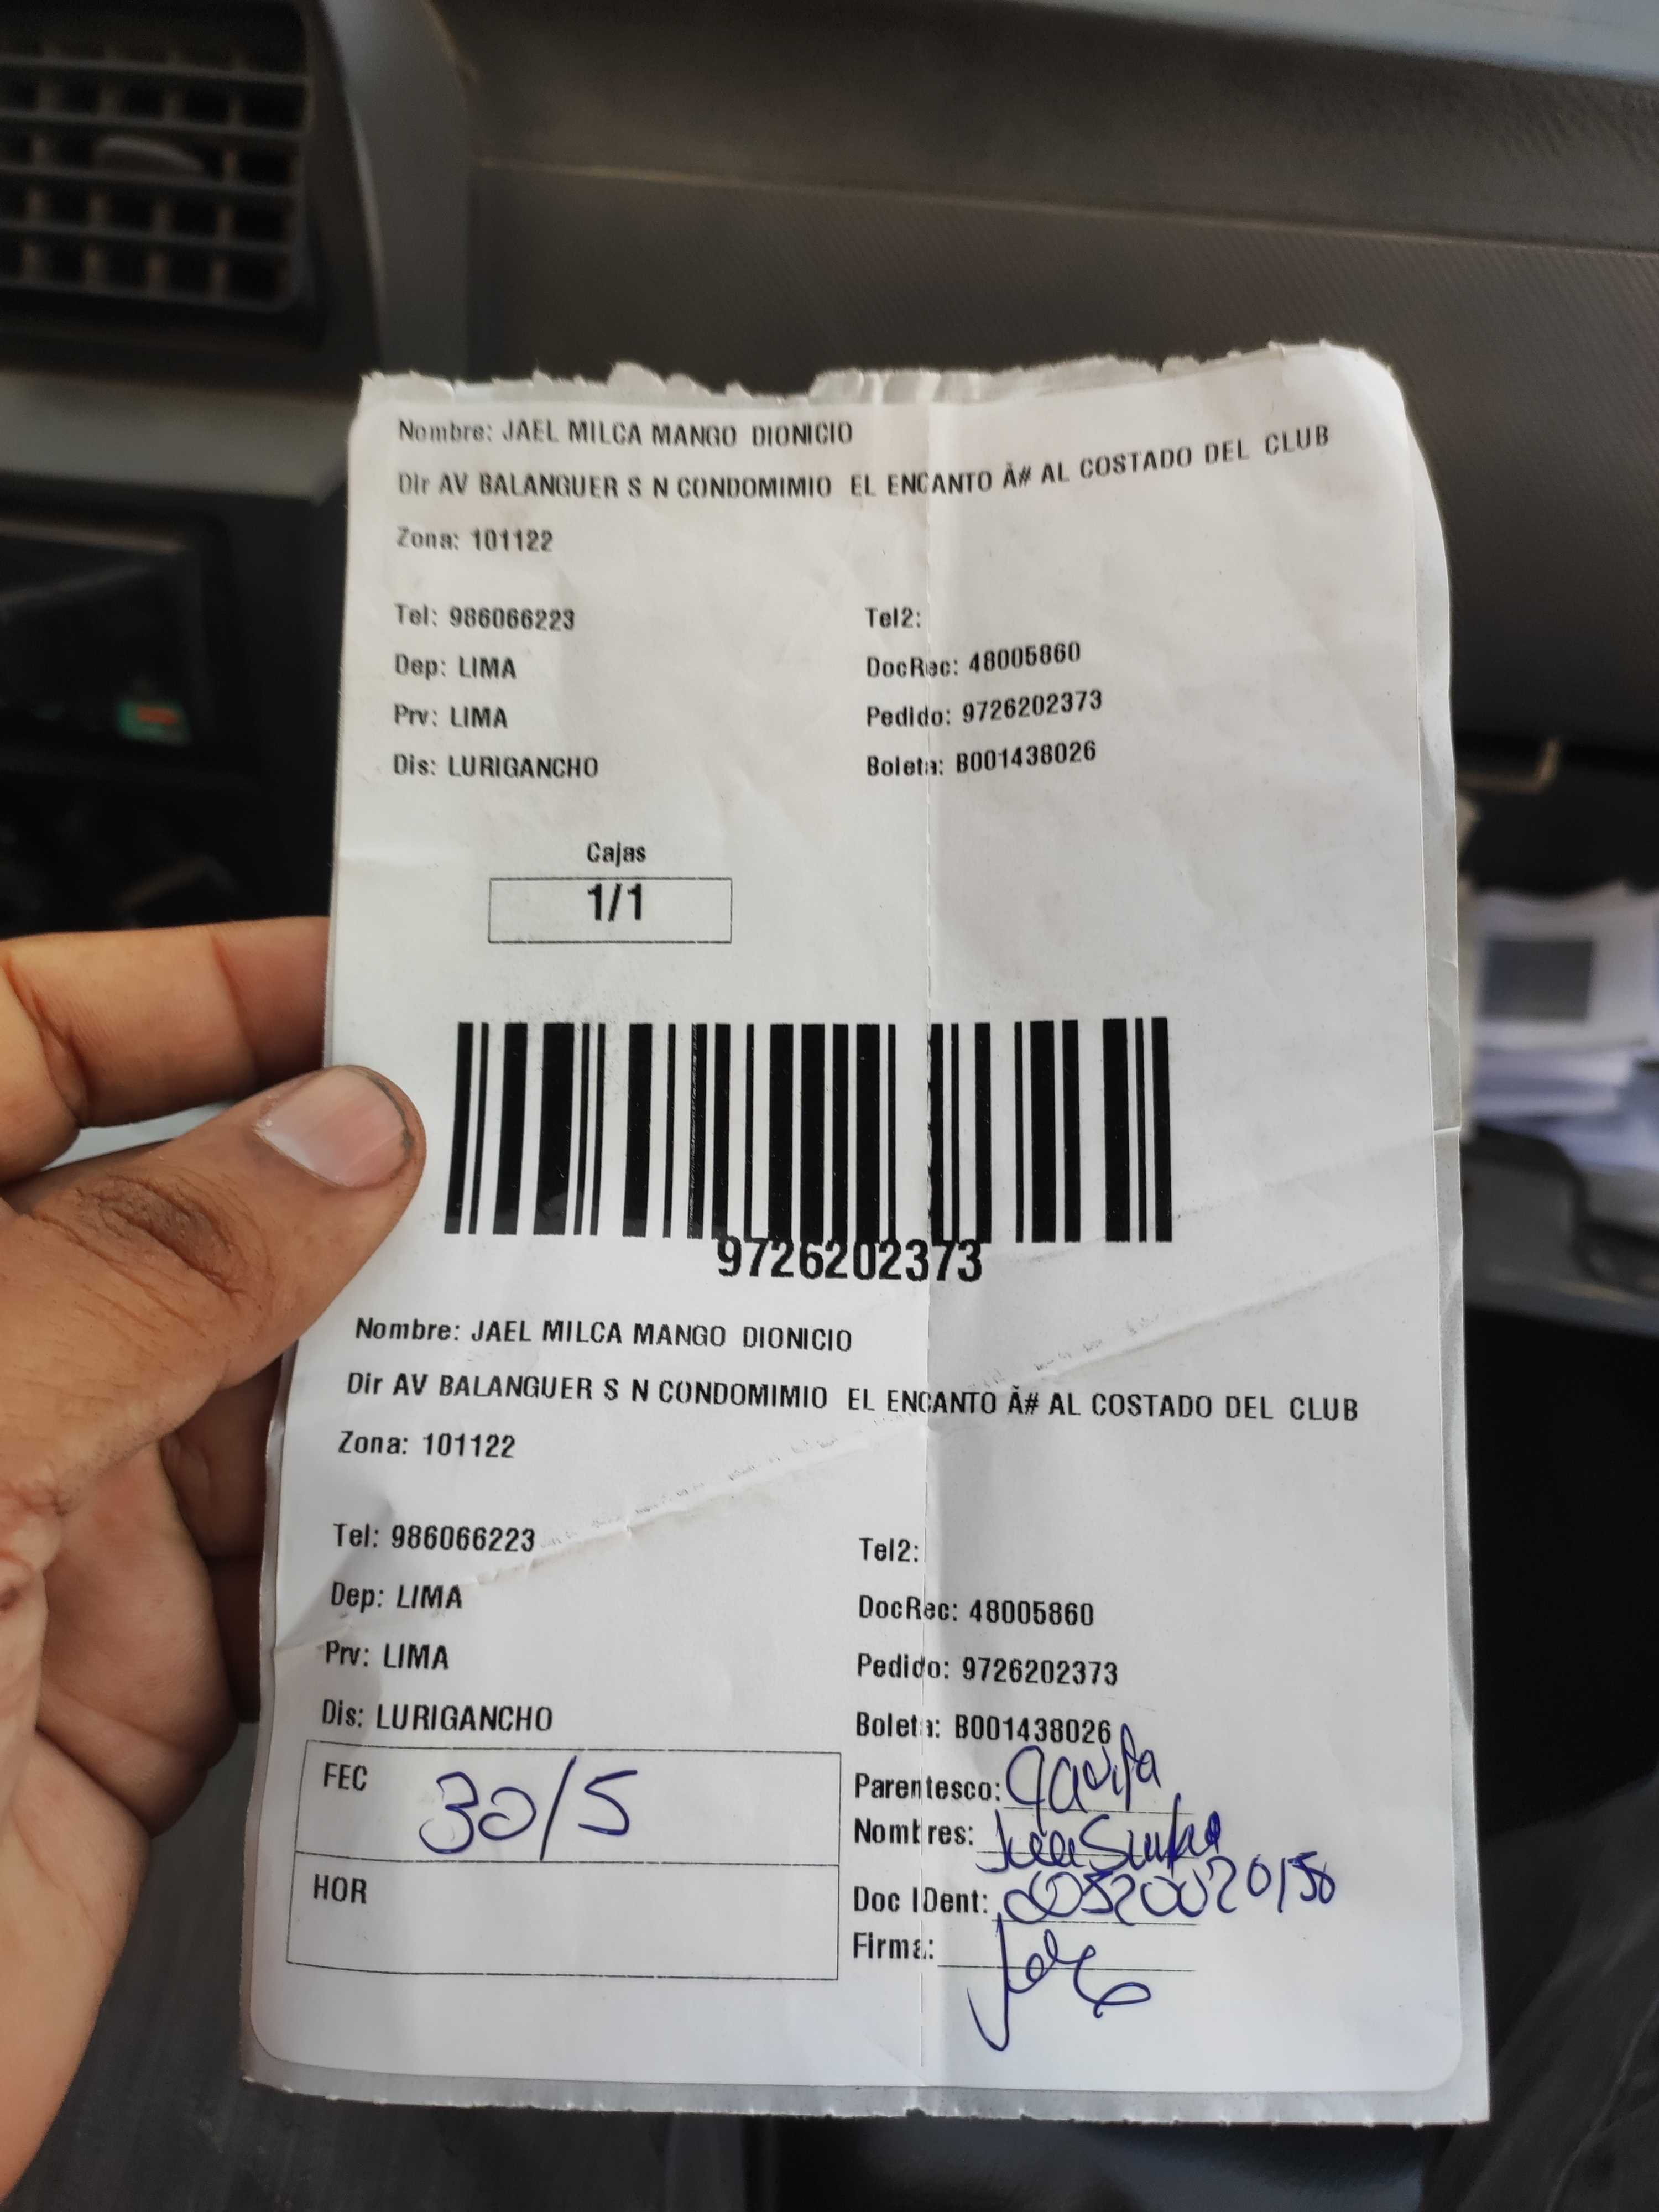 Nombre: JAEL MILCA MANGO DIONICIO
Dir AV BALANGUER S N CONDOMIMIO EL ENCANTO Ã# AL COSTADO DEL CLUB
Zona: 101122
Tel: 986066223 Tel2:
Dep: LIMA DocRec: 48005860
Prv: LIMA Pedido: 9726202373
Dis: LURIGANCHO Boleta: B001438026
Cajas
1/1
9726202373
Nombre: JAEL MILCA MANGO DIONICIO
Dir AV BALANGUER S N CONDOMIMIO EL ENCANTO Ã# AL COSTADO DEL CLUB
Zona: 101122
Tel: 986066223 Tel2:
Dep: LIMA DocRec: 48005860
Prv: LIMA Pedido: 9726202373
Dis: LURIGANCHO Boleta: B001438026
FEC 30/5 Parentesco:
Nombres:
HOR Doc IDent:
Firma: